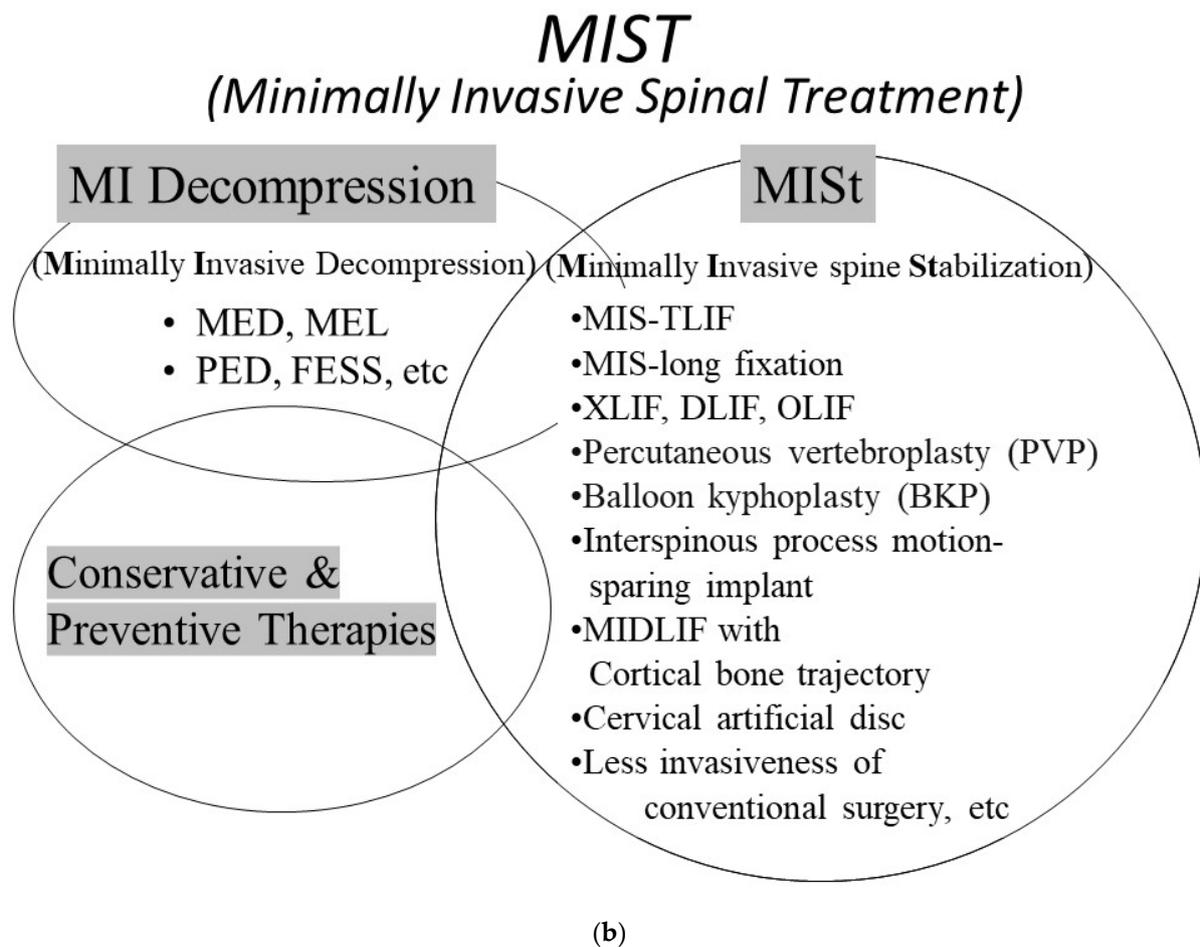 MIST
(Minimally Invasive Spinal Treatment)
MI Decompression
(Minimally Invasive Decompression)
• MED, MEL
• PED, FESS, etc
Conservative &
Preventive Therapies
MISt
(Minimally Invasive spine Stabilization)
•MIS-TLIF
•MIS-long fixation
•XLIF, DLIF, OLIF
•Percutaneous vertebroplasty (PVP)
•Balloon kyphoplasty (BKP)
•Interspinous process motion-
sparing implant
•MIDLIF with
Cortical bone trajectory
•Cervical artificial disc
•Less invasiveness of
conventional surgery, etc
(b)